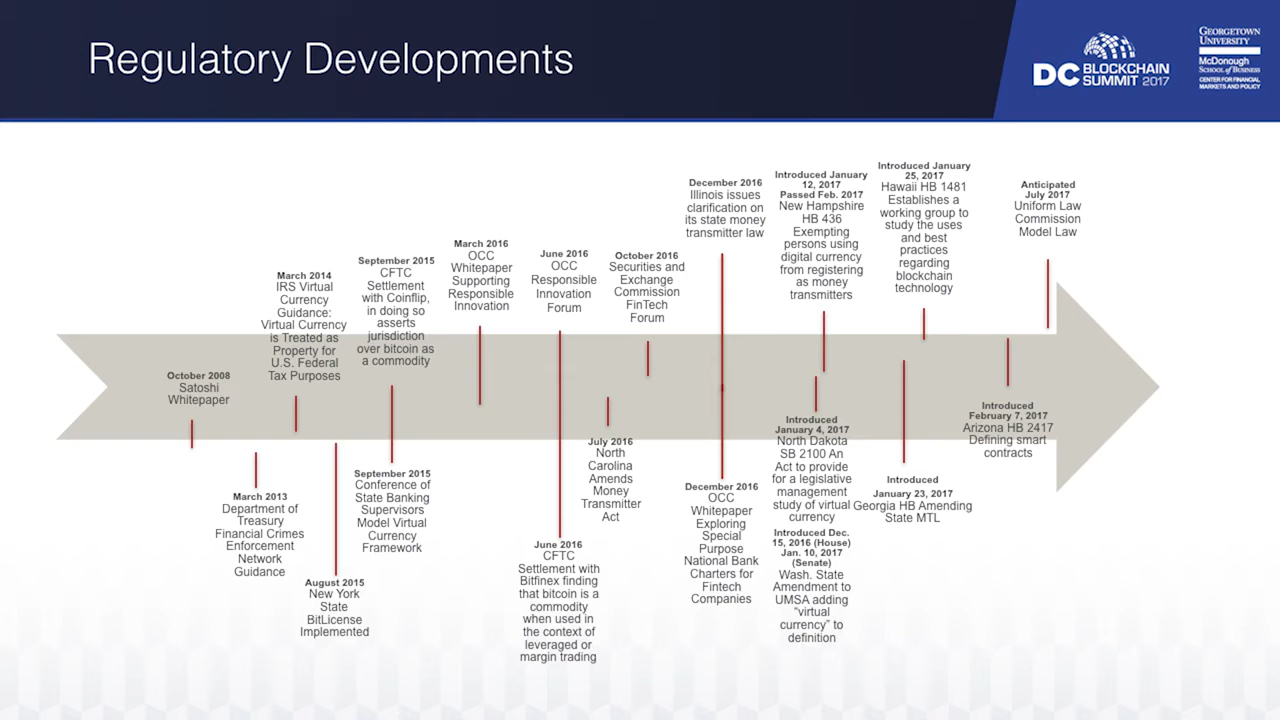 Regulatory Developments
DC BLOCKCHAIN
SUMMIT 2017
GEORGETOWN
UNIVERSITY
McDonough
SCHOOL of BUSINESS
CENTER FOR FINANCIAL
MARKETS AND POLICY
October 2008
Satoshi
Whitepaper
March 2013
Department of
Treasury
Financial Crimes
Enforcement
Network
Guidance
March 2014
IRS Virtual
Currency
Guidance:
Virtual Currency
is Treated as
Property for
U.S. Federal
Tax Purposes
August 2015
New York
State
BitLicense
Implemented
September 2015
CFTC
Settlement
with Coinflip,
in doing so
asserts
jurisdiction
over bitcoin as
a commodity
September 2015
Conference of
State Banking
Supervisors
Model Virtual
Currency
Framework
March 2016
OCC
Whitepaper
Supporting
Responsible
Innovation
June 2016
OCC
Responsible
Innovation
Forum
June 2016
CFTC
Settlement with
Bitfinex finding
that bitcoin is a
commodity
when used in
the context of
leveraged or
margin trading
July 2016
North
Carolina
Amends
Money
Transmitter
Act
October 2016
Securities and
Exchange
Commission
FinTech
Forum
December 2016
Illinois issues
clarification on
its state money
transmitter law
December 2016
OCC
Whitepaper
Exploring
Special
Purpose
National Bank
Charters for
Fintech
Companies
Introduced January
12, 2017
Passed Feb. 2017
New Hampshire
HB 436
Exempting
persons using
digital currency
from registering
as money
transmitters
Introduced
January 4, 2017
North Dakota
SB 2100 An
Act to provide
for a legislative
management
study of virtual
currency
Introduced Dec.
15, 2016 (House)
Jan. 10, 2017
(Senate)
Wash. State
Amendment to
UMSA adding
“virtual
currency” to
definition
Introduced January
25, 2017
Hawaii HB 1481
Establishes a
working group to
study the uses
and best
practices
regarding
blockchain
technology
Introduced
January 23, 2017
Georgia HB Amending
State MTL
Introduced
February 7, 2017
Arizona HB 2417
Defining smart
contracts
Anticipated
July 2017
Uniform Law
Commission
Model Law